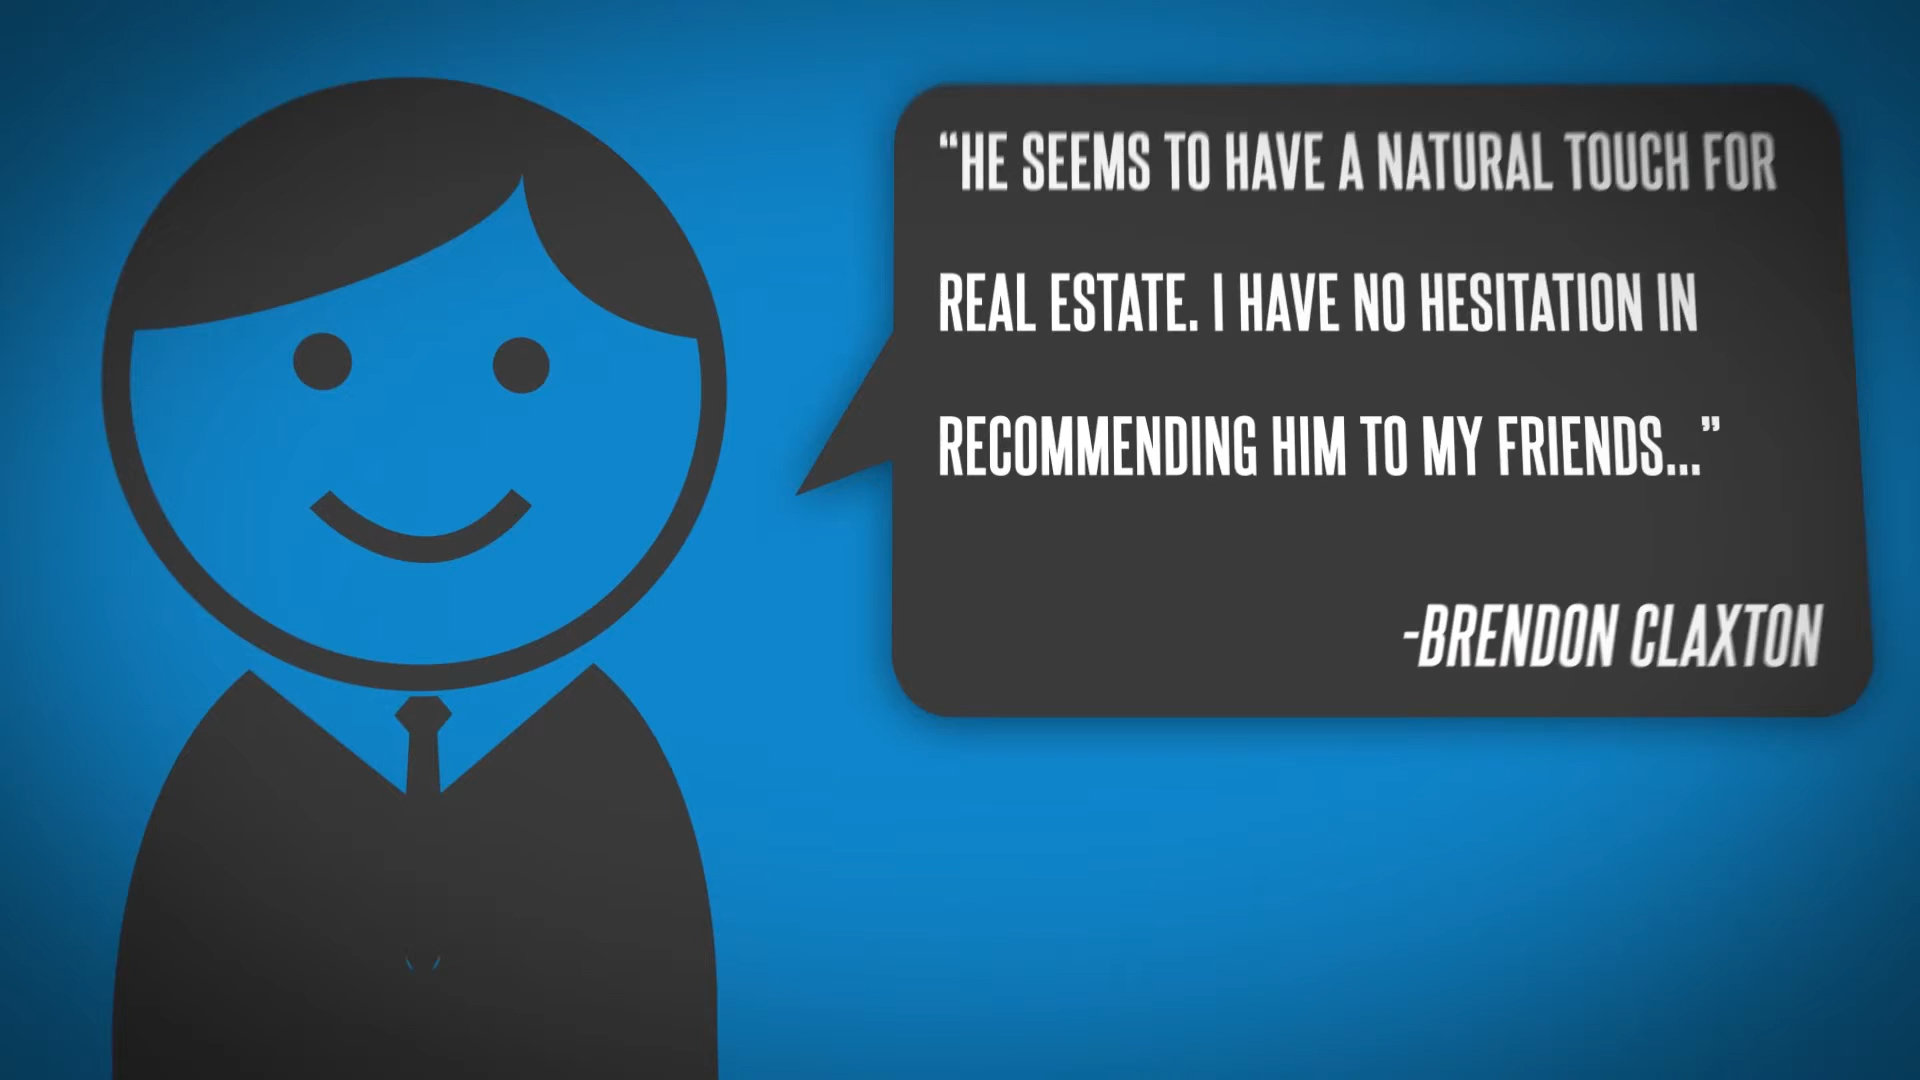 “HE SEEMS TO HAVE A NATURAL TOUCH FOR
REAL ESTATE. I HAVE NO HESITATION IN
RECOMMENDING HIM TO MY FRIENDS...”
-BRENDON CLAXTON